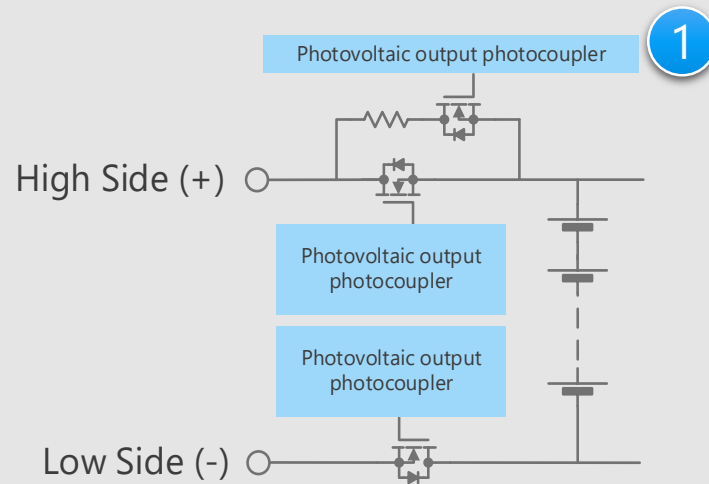 1
Photovoltaic output photocoupler
High Side (+)
Photovoltaic output
photocoupler
Photovoltaic output
photocoupler
Low Side (-)